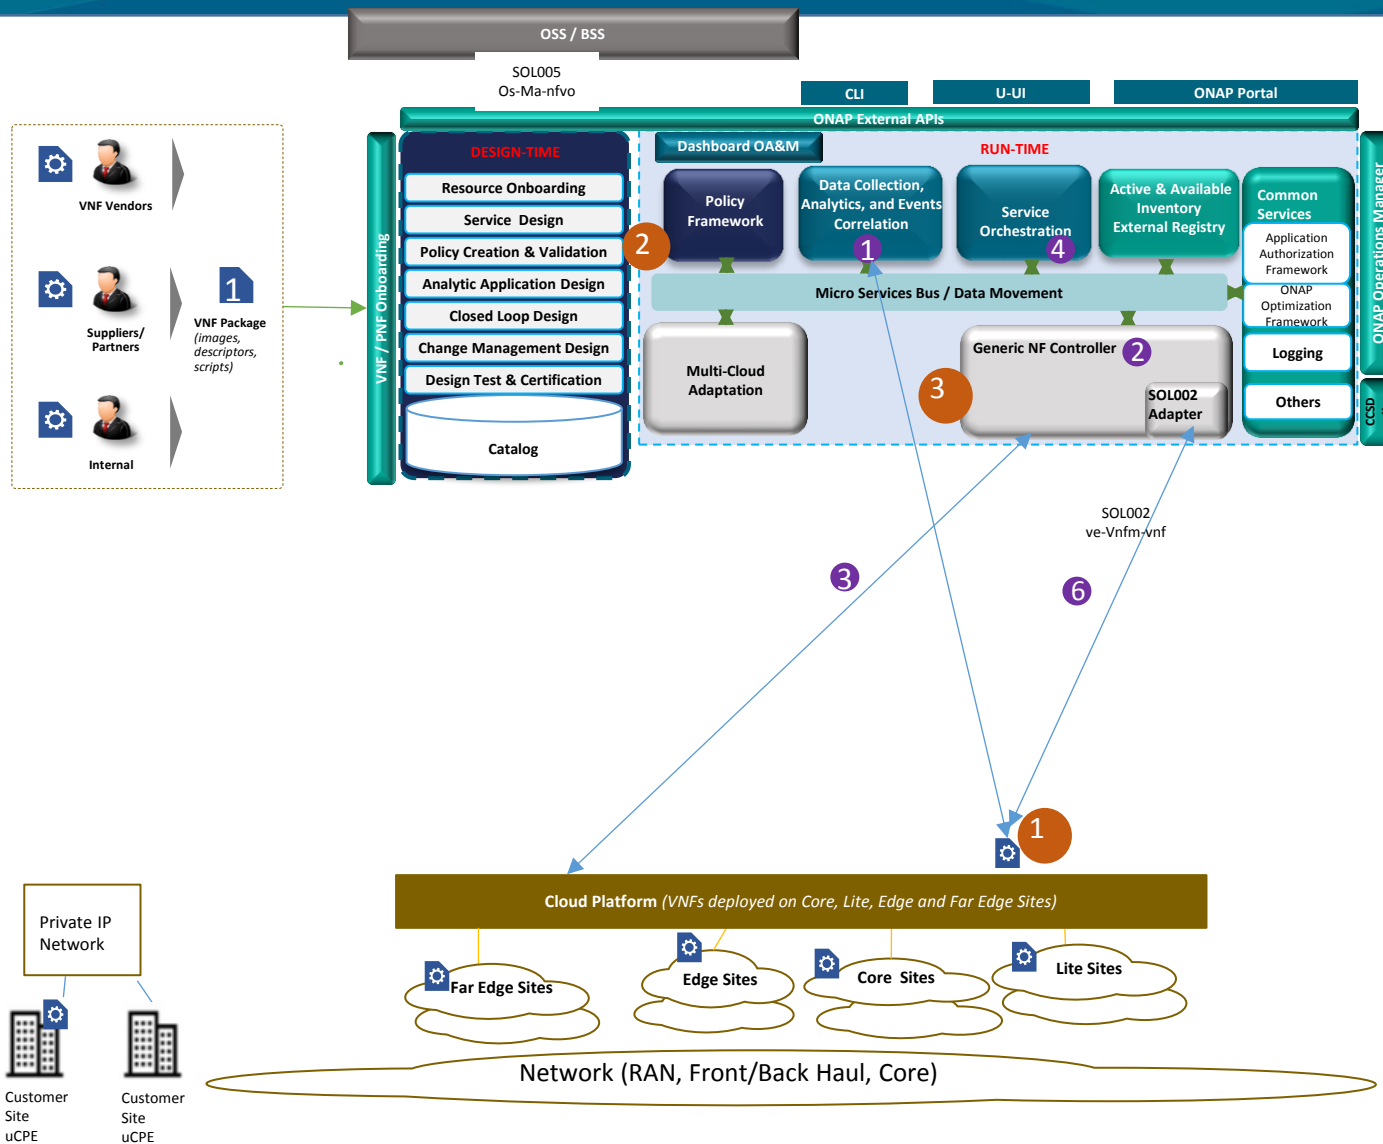 OSS / BSS
SOL005
Os-Ma-nfvo
CLI
U-UI
ONAP Portal
ONAP External APIs
VNF Vendors
Suppliers/
Partners
Internal
1
VNF Package
(images,
descriptors,
scripts)
VNF / PNF Onboarding
DESIGN-TIME
Resource Onboarding
Service Design
Policy Creation & Validation
Analytic Application Design
Closed Loop Design
Change Management Design
Design Test & Certification
Catalog
2
Dashboard OA&M
RUN-TIME
Policy
Framework
Data Collection,
Analytics, and Events
Correlation
1
Service
Orchestration
4
Active & Available
Inventory
External Registry
Common
Services
Application
Authorization
Framework
ONAP
Optimization
Framework
Logging
Others
Micro Services Bus / Data Movement
Multi-Cloud
Adaptation
3
Generic NF Controller
2
SOL002
Adapter
ONAP Operations Manager
CCSD
SOL002
ve-Vnfm-vnf
3
6
1
Cloud Platform (VNFs deployed on Core, Lite, Edge and Far Edge Sites)
Far Edge Sites
Edge Sites
Core Sites
Lite Sites
Private IP
Network
Customer
Site
uCPE
Customer
Site
uCPE
Network (RAN, Front/Back Haul, Core)